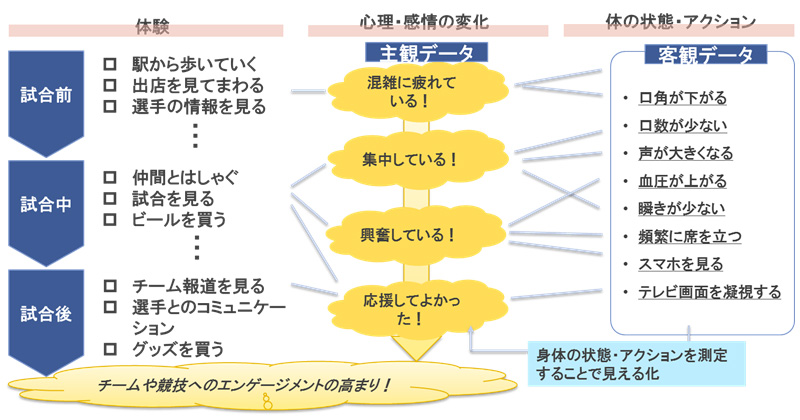 体験
心理・感情の変化
体の状態・アクション
試合前
□ 駅から歩いていく
□ 出店を見てまわる
□ 選手の情報を見る
・・・
試合中
□ 仲間とはしゃぐ
□ 試合を見る
□ ビールを買う
・・・
試合後
□ チーム報道を見る
□ 選手とのコミュニケー
ション
□ グッズを買う
主観データ
混雑に疲れて
いる！
集中している！
興奮している！
応援してよかっ
た！
客観データ
・ 口角が下がる
・ 口数が少ない
・ 声が大きくなる
・ 血圧が上がる
・ 瞬きが少ない
・ 頻繁に席を立つ
・ スマホを見る
・ テレビ画面を凝視する
身体の状態・アクションを測定
することで見える化
チームや競技へのエンゲージメントの高まり！